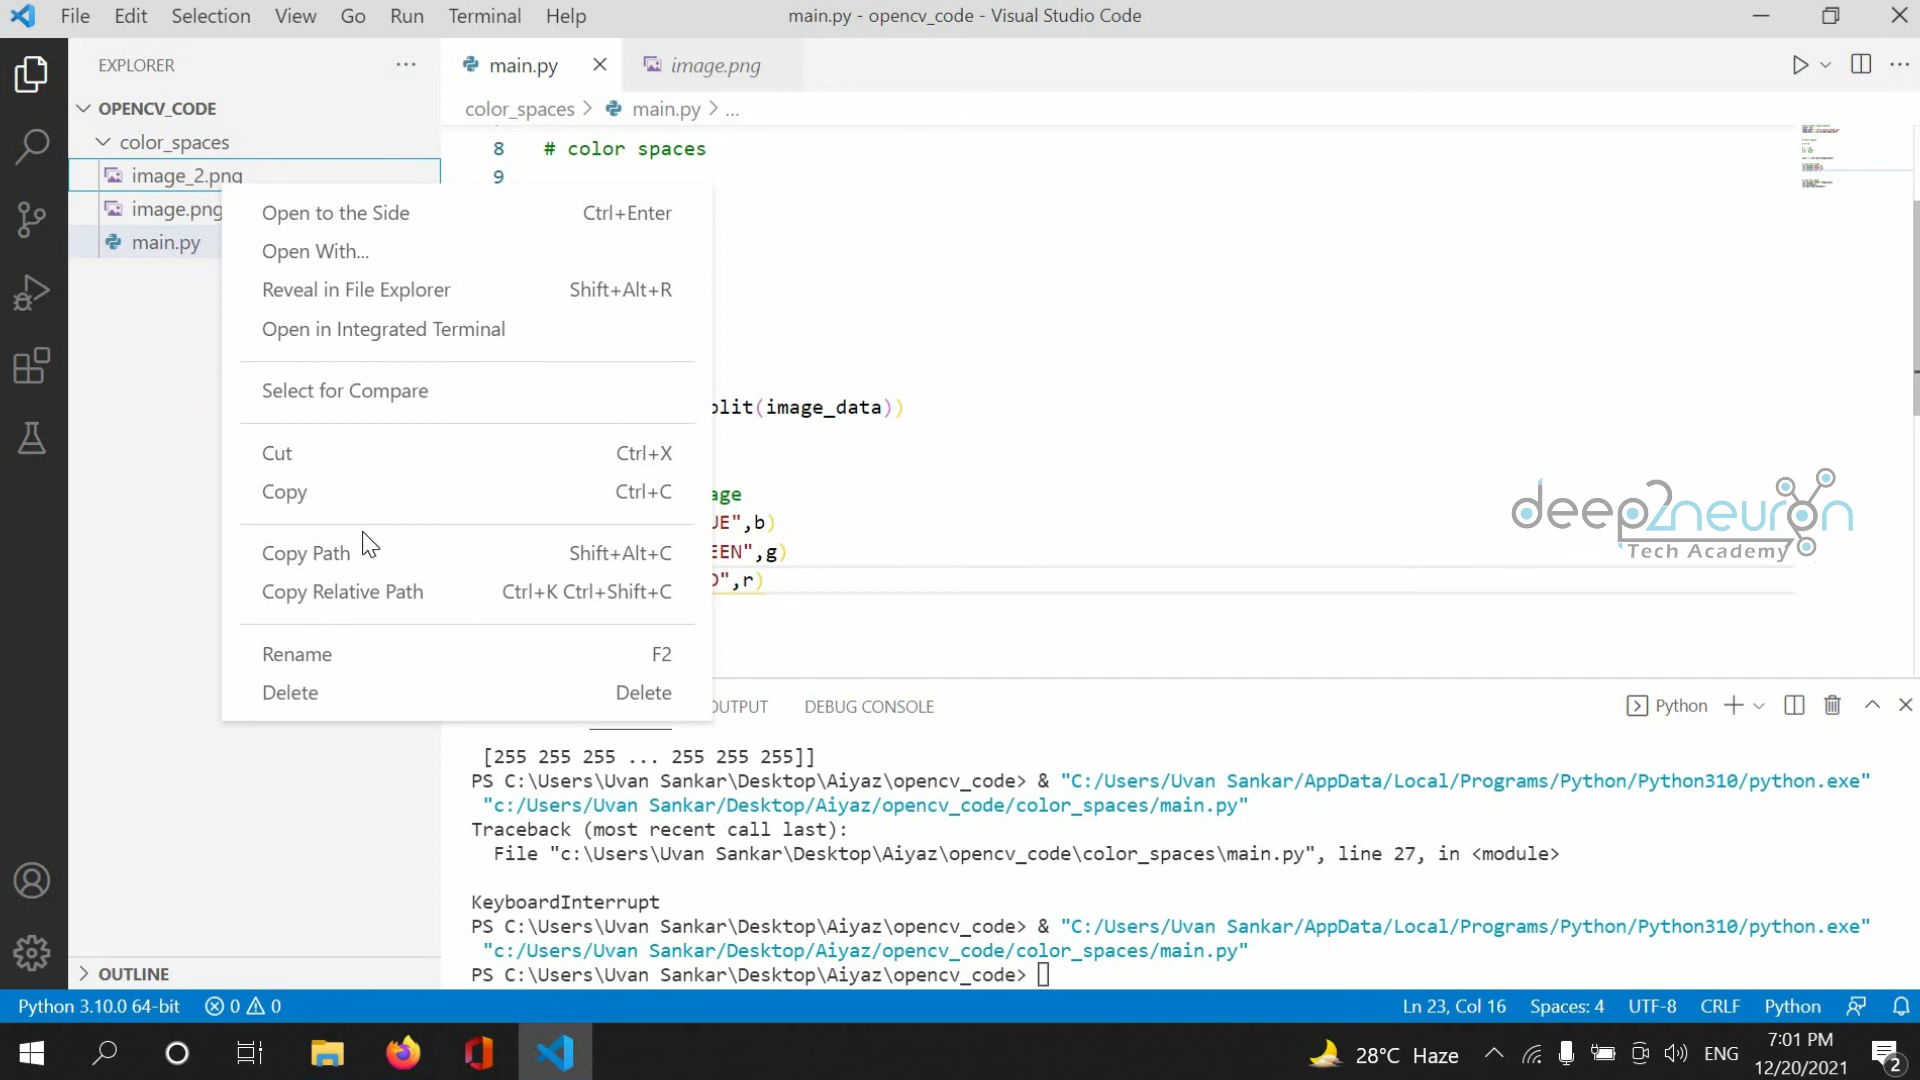 File Edit Selection View Go Run Terminal Help
main.py - opencv_code - Visual Studio Code
EXPLORER
main.py
image.png
OPENCV_CODE
color_spaces
image_2.png
image.png
main.py
color_spaces > main.py > ...
8 # color spaces
9
Open to the Side Ctrl+Enter
Open With...
Reveal in File Explorer Shift+Alt+R
Open in Integrated Terminal
Select for Compare
Cut Ctrl+X
Copy Ctrl+C
Copy Path Shift+Alt+C
Copy Relative Path Ctrl+K Ctrl+Shift+C
Rename F2
Delete Delete
plit(image_data))
age
UE",b)
EEN",g)
D",r)
deep2neuron
Tech Academy
OUTPUT DEBUG CONSOLE
Python
[255 255 255 ... 255 255 255]]
PS C:\Users\Uvan Sankar\Desktop\Aiyaz\opencv_code> & "C:/Users/Uvan Sankar/AppData/Local/Programs/Python/Python310/python.exe"
"c:/Users/Uvan Sankar/Desktop/Aiyaz/opencv_code/color_spaces/main.py"
Traceback (most recent call last):
File "c:\Users\Uvan Sankar\Desktop\Aiyaz\opencv_code\color_spaces\main.py", line 27, in <module>
KeyboardInterrupt
PS C:\Users\Uvan Sankar\Desktop\Aiyaz\opencv_code> & "C:/Users/Uvan Sankar/AppData/Local/Programs/Python/Python310/python.exe"
"c:/Users/Uvan Sankar/Desktop/Aiyaz/opencv_code/color_spaces/main.py"
PS C:\Users\Uvan Sankar\Desktop\Aiyaz\opencv_code>
OUTLINE
Python 3.10.0 64-bit 0 0 Ln 23, Col 16 Spaces: 4 UTF-8 CRLF Python
28°C Haze ENG
7:01 PM
12/20/2021
2